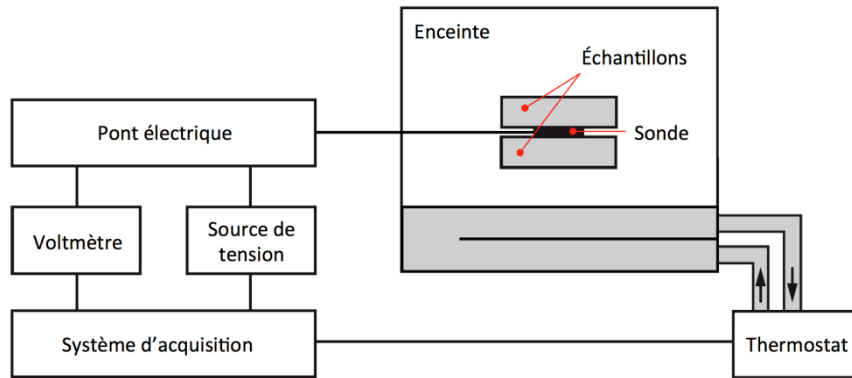 Enceinte
Échantillons
Pont électrique
Sonde
Voltmètre
Source de
tension
Système d'acquisition
Thermostat